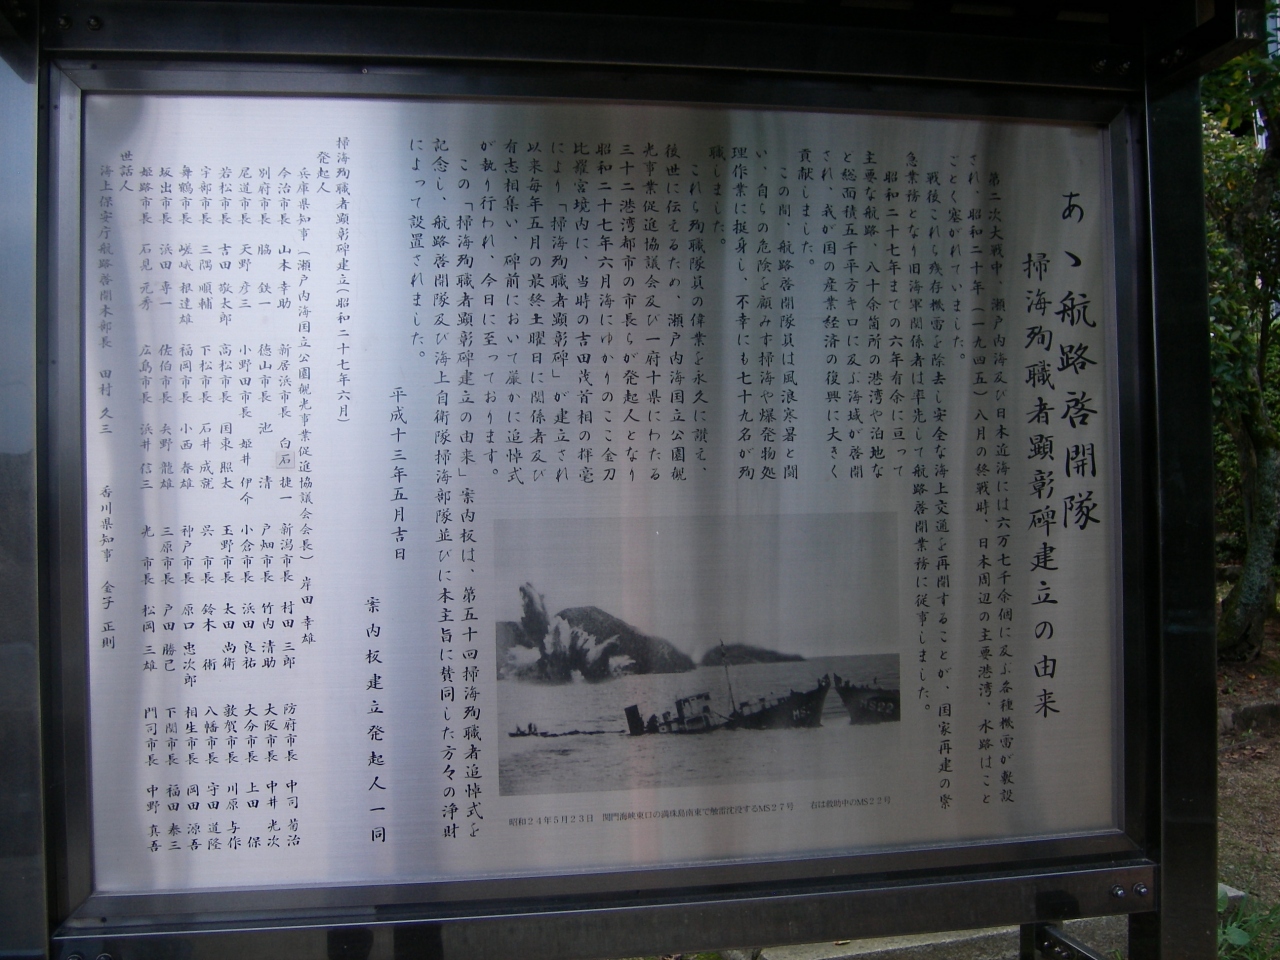 あゝ航路啓開隊
掃海殉職者顕彰碑建立の由来
第二次大戦中、瀬戸内海及び日本近海には六万七千余個に及ぶ各種機雷が敷設
され、昭和二十年(一九四五)八月の終戦時、日本周辺の主要港湾、水路はこと
ごとく塞がれていました。
戦後これら残存機雷を除去し安全な海上交通を再開することが、国家再建の緊
急業務となり旧海軍関係者は率先して航路啓開業務に従事しました。
昭和二十七年までの六年有余に亘って
主要な航路、八十余箇所の港湾や泊地な
ど総面積五千平方キロに及ぶ海域が啓開
され、我が国の産業経済の復興に大きく
貢献しました。
この間、航路啓開隊員は風浪寒暑と闘
い、自らの危険を顧みず掃海や爆発物処
理作業に挺身し、不幸にも七十九名が殉
職しました。
これら殉職隊員の偉業を永久に讃え、
後世に伝えるため、瀬戸内海国立公園観
光事業促進協議会及び一府十県にわたる
三十二港湾都市の市長らが発起人となり
昭和二十七年六月海にゆかりのここ金刀
比羅宮境内に、当時の吉田茂首相の揮毫
により「掃海殉職者顕彰碑」が建立され
以来毎年五月の最終土曜日に関係者及び
有志相集い、碑前において厳かに追悼式
が執り行われ、今日に至っております。
この「掃海殉職者顕彰碑建立の由来」案内板は、第五十四掃海殉職者追悼式を
記念し、航路啓開隊及び海上自衛隊掃海部隊並びに本主旨に賛同した方々の浄財
によって設置されました。
平成十三年五月吉日
案内板建立発起人一同
MS-
MS22
昭和24年5月23日 関門海峡東口の満珠島南東で触雷沈没するMS27号 右は救助中のMS22号
掃海殉職者顕彰碑建立(昭和二十七年六月)
発起人
兵庫県知事(瀬戸内海国立公園観光事業促進協議会会長) 岸田 幸雄
今治市長 山本 幸助 新居浜市長 白石 捷一 新潟市長 村田 三郎 防府市長 中司 菊治
別府市長 脇 鉄一 徳山市長 池 清 戸畑市長 竹内 清助 大阪市長 中井 光次
尾道市長 天野 彦三 小野田市長 姫井 伊介 小倉市長 浜田 良祐 大分市長 上田 保
若松市長 吉田 敬太郎 高松市長 国東 照太 玉野市長 太田 尚術 敦賀市長 川原 与作
宇部市長 三隅 順輔 下松市長 石井 成就 呉 市長 鈴木 術 八幡市長 守田 道隆
舞鶴市長 嵯峨根達雄 福岡市長 小西 春雄 神戸市長 原口 忠次郎 相生市長 岡田 源吾
坂出市長 浜田 専一 佐伯市長 矢野 龍雄 三原市長 戸田 勝巳 下関市長 福田 泰三
姫路市長 石見 元秀 広島市長 浜井 信三 光 市長 松岡 三雄 門司市長 中野 真吾
世話人
海上保安庁航路啓開本部長 田村 久三 香川県知事 金子 正則